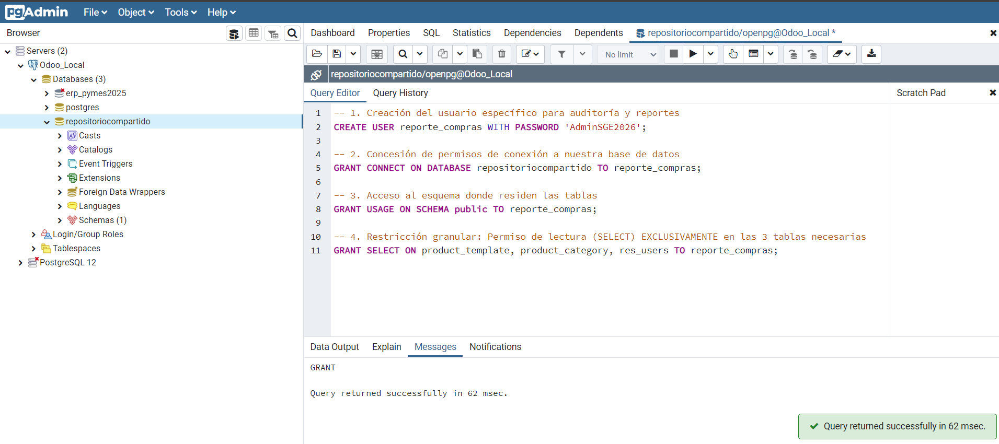 pgAdmin File Object Tools Help
Browser
Dashboard Properties SQL Statistics Dependencies Dependents repositoriocompartido/openpg@Odoo_Local *
Servers (2)
Odoo_Local
Databases (3)
erp_pymes2025
postgres
repositoriocompartido
Casts
Catalogs
Event Triggers
Extensions
Foreign Data Wrappers
Languages
Schemas (1)
Login/Group Roles
Tablespaces
PostgreSQL 12
No limit
repositoriocompartido/openpg@Odoo_Local
Query Editor Query History
Scratch Pad
1 -- 1. Creación del usuario específico para auditoría y reportes
2 CREATE USER reporte_compras WITH PASSWORD 'AdminSGE2026';
3
4 -- 2. Concesión de permisos de conexión a nuestra base de datos
5 GRANT CONNECT ON DATABASE repositoriocompartido TO reporte_compras;
6
7 -- 3. Acceso al esquema donde residen las tablas
8 GRANT USAGE ON SCHEMA public TO reporte_compras;
9
10 -- 4. Restricción granular: Permiso de lectura (SELECT) EXCLUSIVAMENTE en las 3 tablas necesarias
11 GRANT SELECT ON product_template, product_category, res_users TO reporte_compras;
Data Output Explain Messages Notifications
GRANT
Query returned successfully in 62 msec.
Query returned successfully in 62 msec.